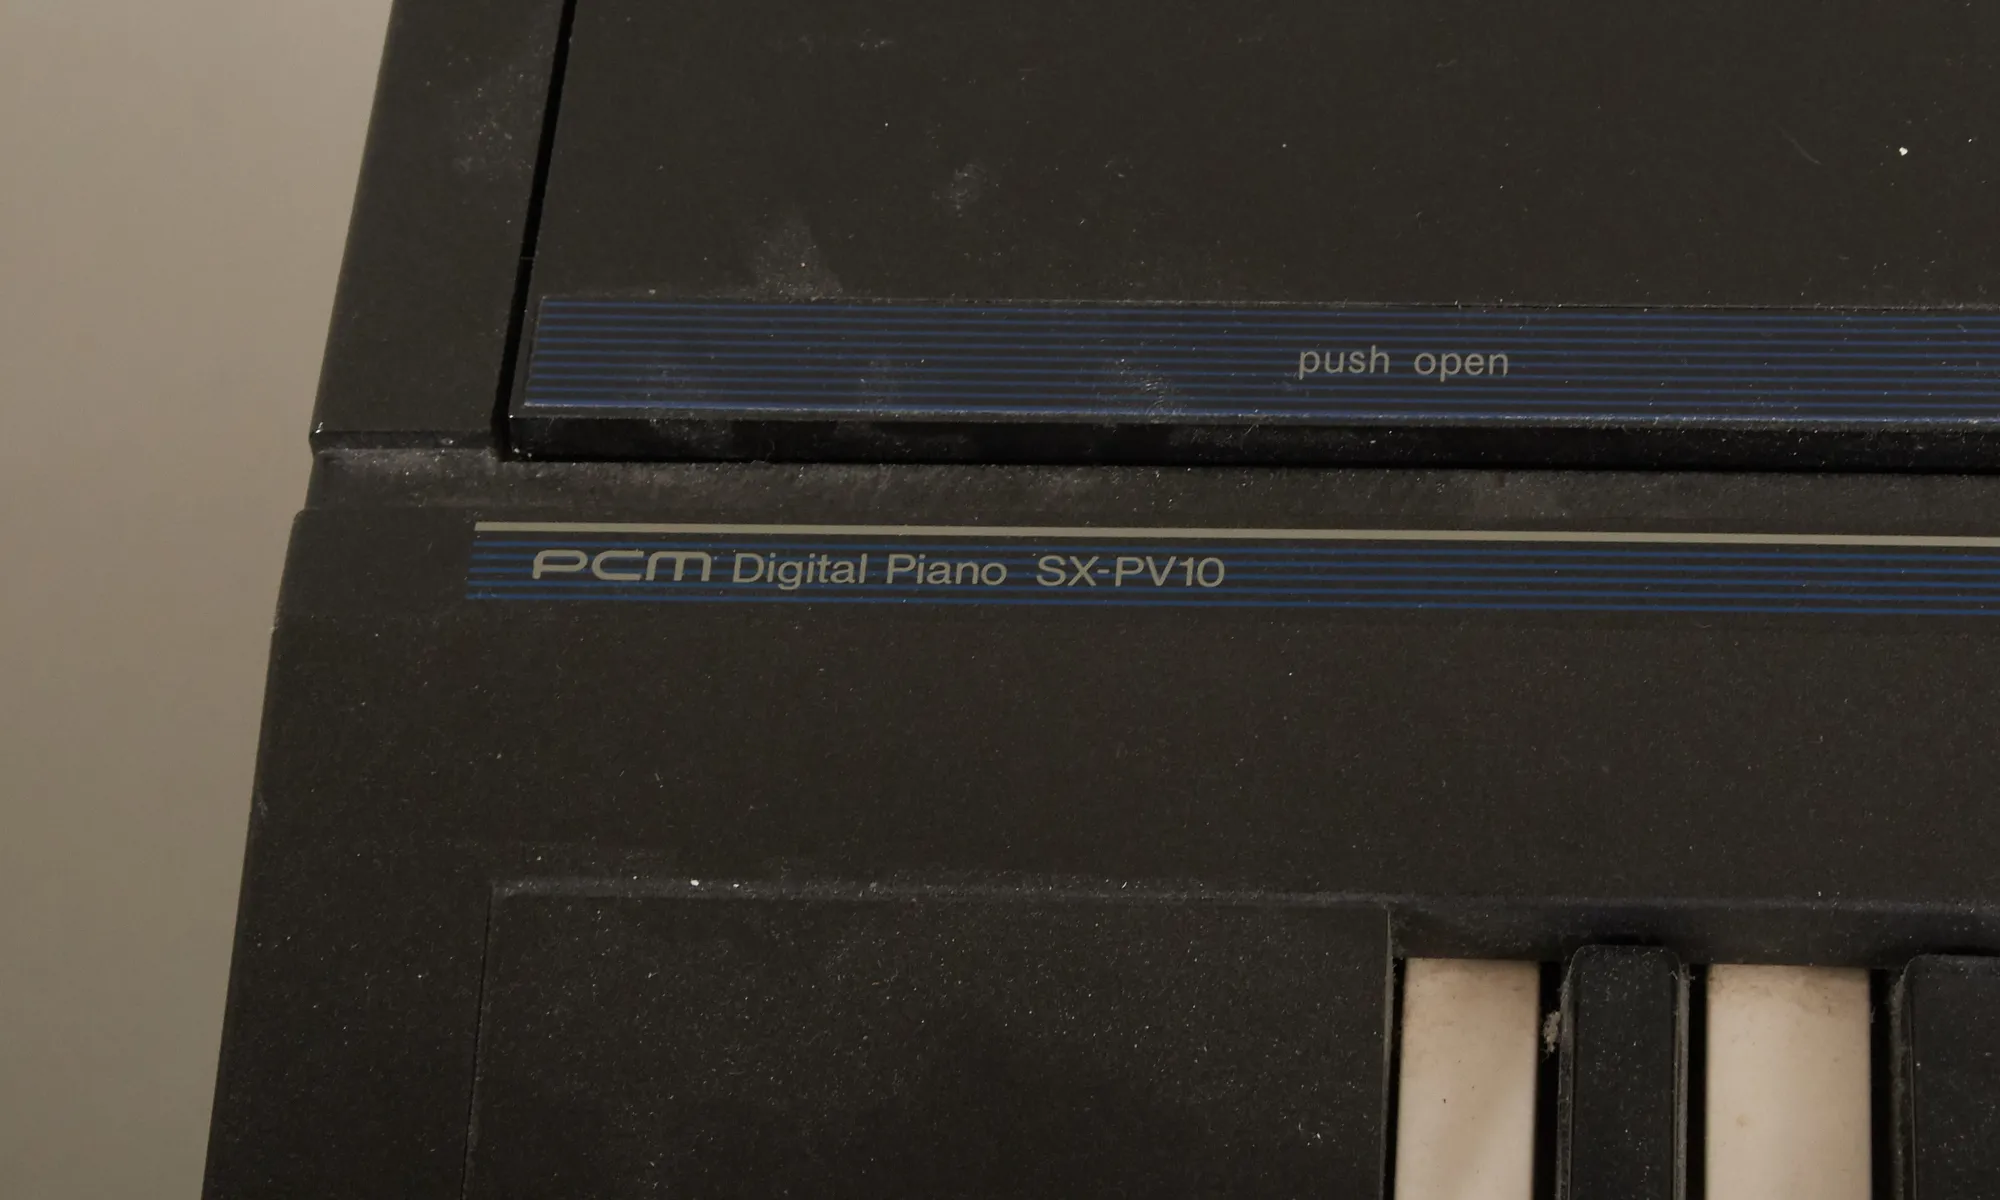 push open
PCM Digital Piano SX-PV10